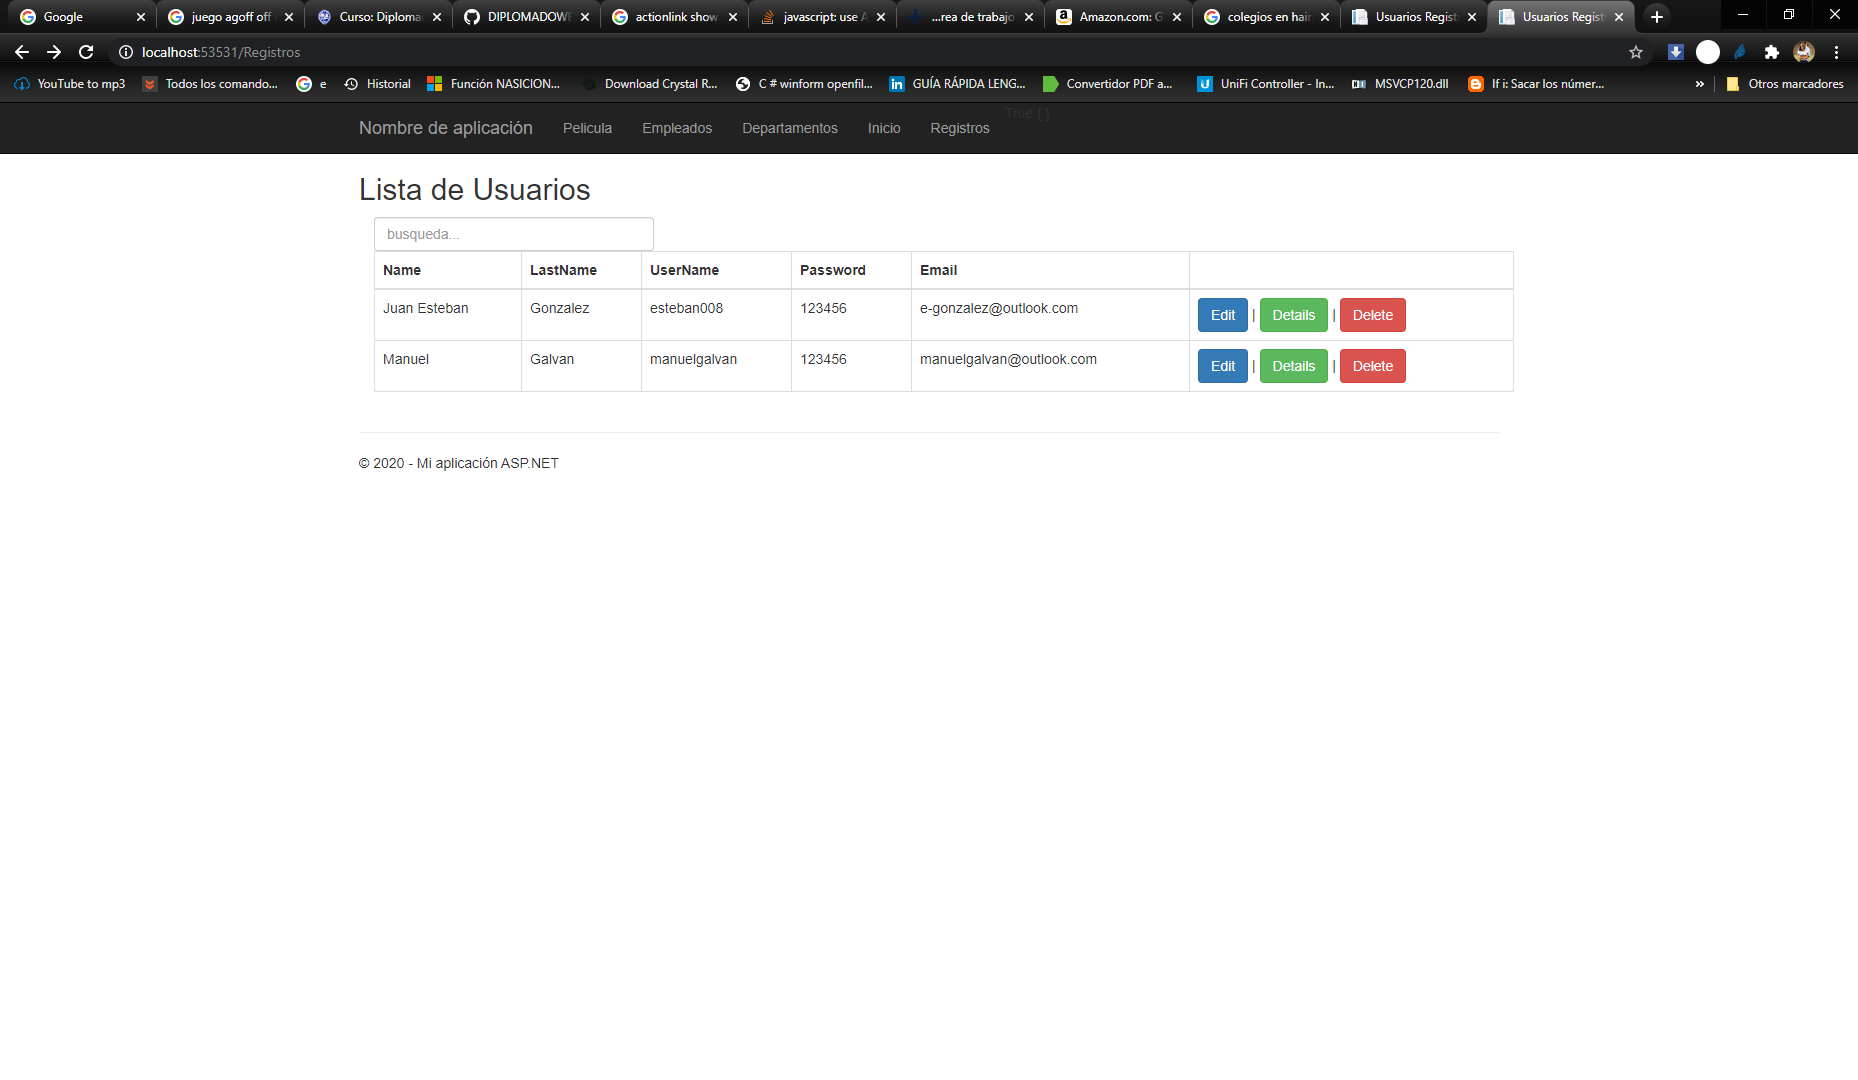 Google
juego agoff off
Curso: Diploma
DIPLOMADOWE
actionlink show
javascript: use A
...rea de trabajo
Amazon.com: G
colegios en hair
Usuarios Regist
Usuarios Regist
localhost:53531/Registros
YouTube to mp3
Todos los comando...
e
Historial
Función NASICION...
Download Crystal R...
C # winform openfil...
GUÍA RÁPIDA LENG...
Convertidor PDF a...
UniFi Controller - In...
MSVCP120.dll
If i: Sacar los númer...
»
Otros marcadores
Nombre de aplicación Pelicula Empleados Departamentos Inicio Registros True { }
Lista de Usuarios
busqueda...
Name LastName UserName Password Email
Juan Esteban Gonzalez esteban008 123456 e-gonzalez@outlook.com Edit | Details | Delete
Manuel Galvan manuelgalvan 123456 manuelgalvan@outlook.com Edit | Details | Delete
© 2020 - Mi aplicación ASP.NET